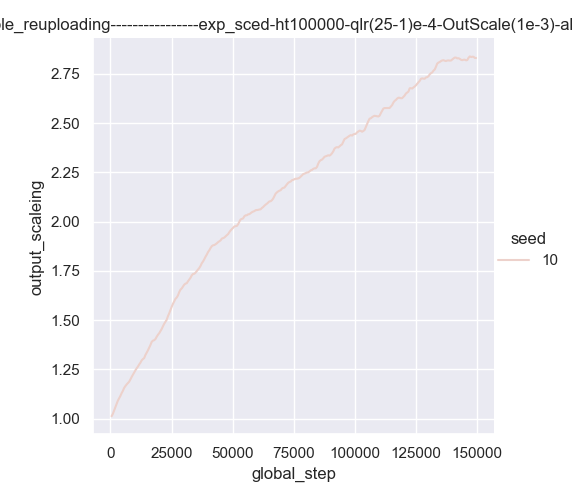 ole_reuploading----------------exp_sced-ht100000-qlr(25-1)e-4-OutScale(1e-3)-al
2.75
2.50
2.25
2.00
1.75
1.50
1.25
1.00
output_scaleing
0 25000 50000 75000 100000 125000 150000
global_step
seed
10